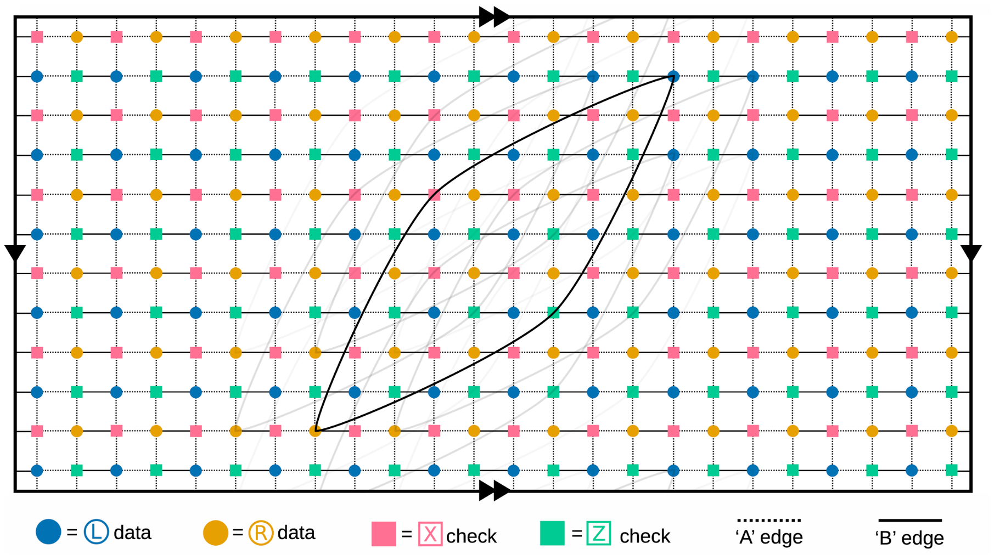 = L data = R data = X check = Z check ‘A’ edge ‘B’ edge